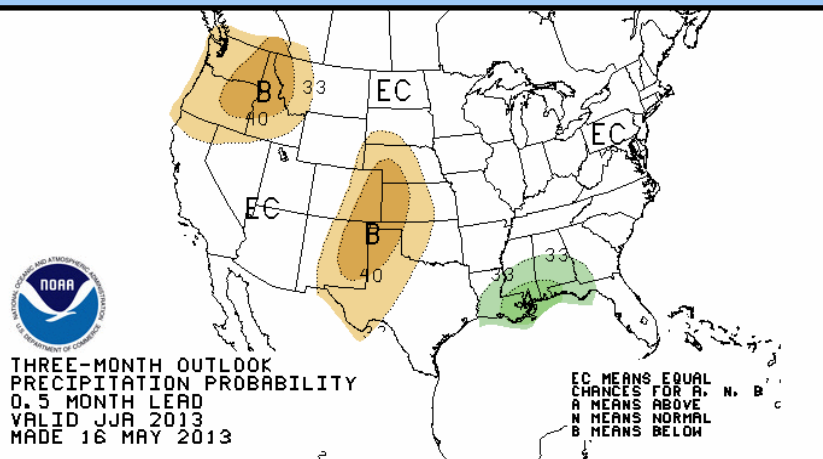 B
33
EC
40
EC
EC
B
40
33
33
NOAA
NATIONAL OCEANIC AND ATMOSPHERIC ADMINISTRATION
U.S. DEPARTMENT OF COMMERCE
THREE-MONTH OUTLOOK
PRECIPITATION PROBABILITY
0.5 MONTH LEAD
VALID JJA 2013
MADE 16 MAY 2013
EC MEANS EQUAL
CHANCES FOR A, N, B
A MEANS ABOVE
N MEANS NORMAL
B MEANS BELOW